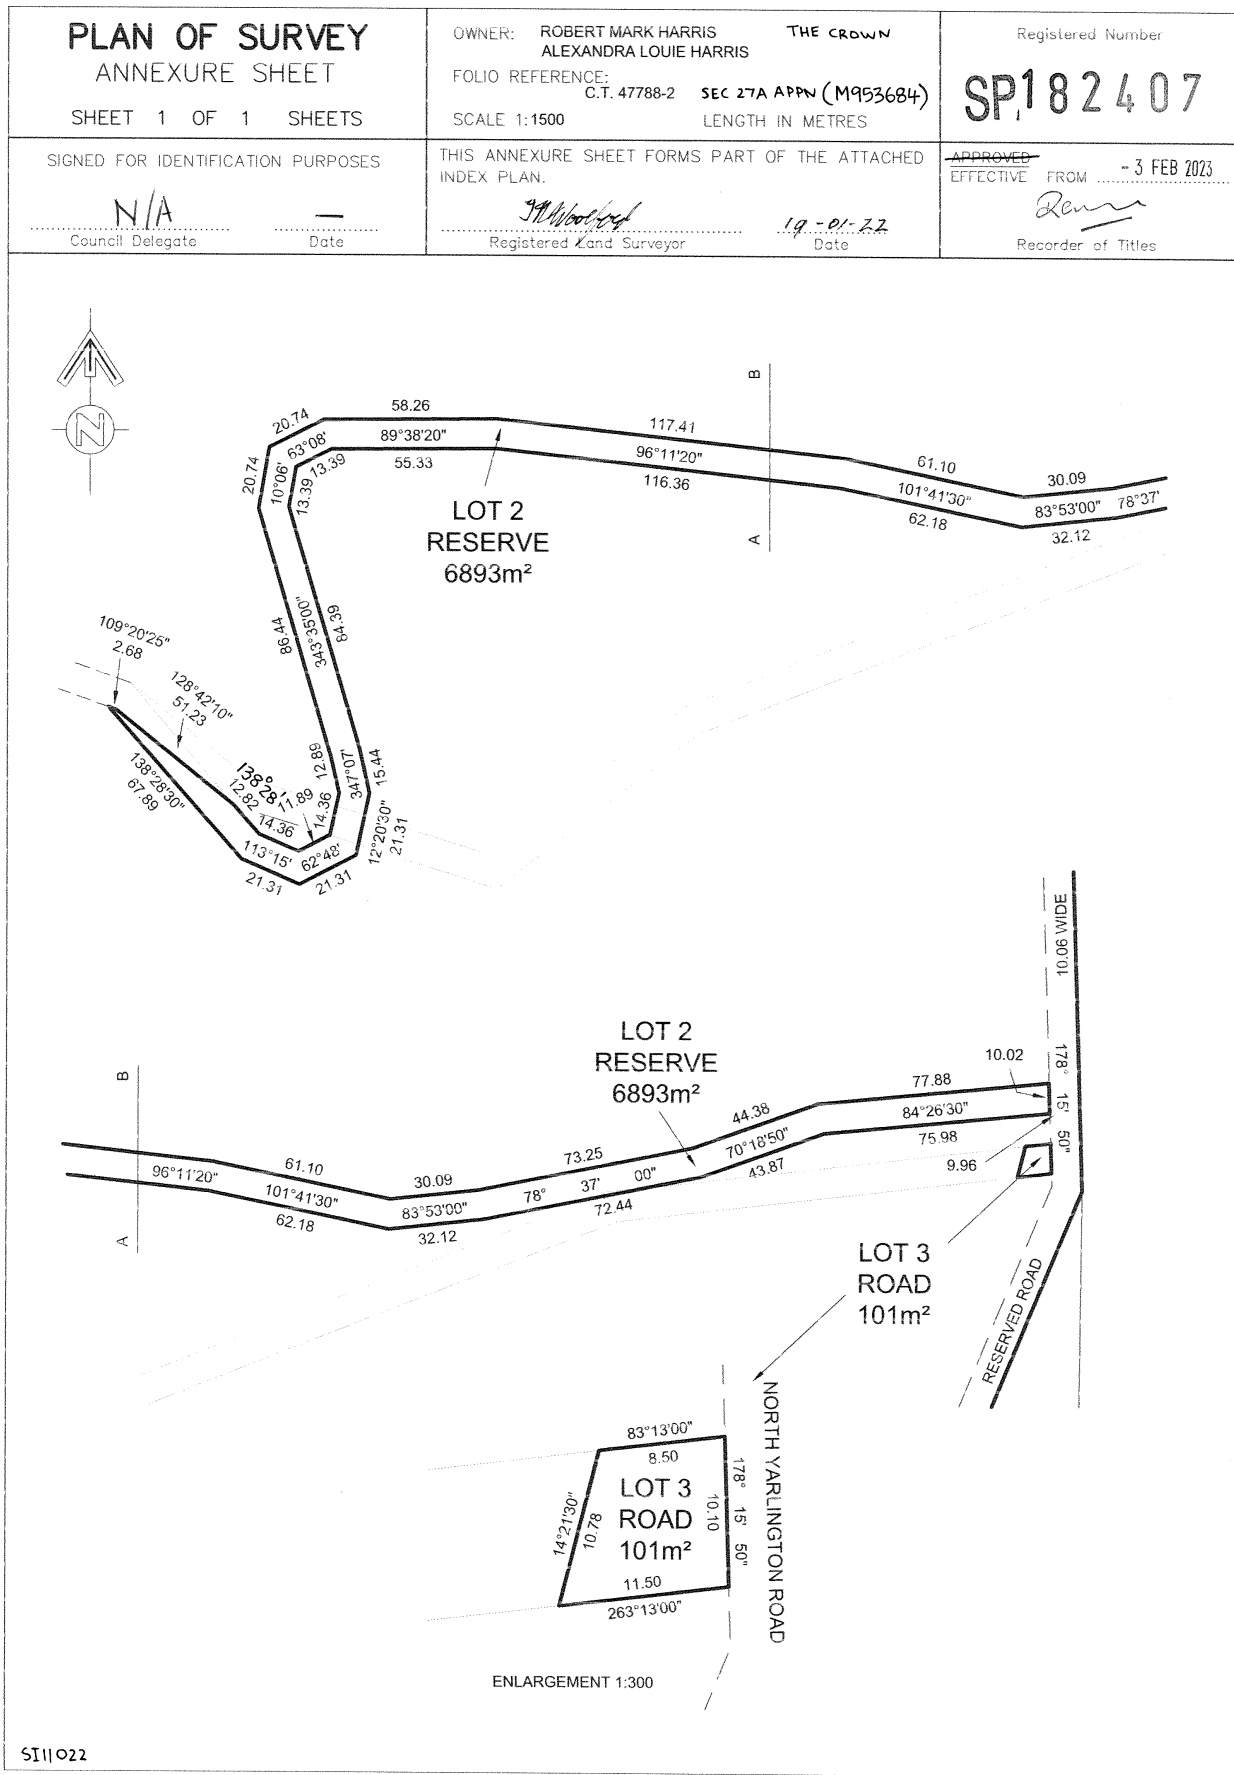 PLAN OF SURVEY
ANNEXURE SHEET
SHEET 1 OF 1 SHEETS
OWNER: ROBERT MARK HARRIS THE CROWN
ALEXANDRA LOUIE HARRIS
FOLIO REFERENCE:
C.T. 47788-2 SEC 27A APPN (M953684)
SCALE 1:1500 LENGTH IN METRES
Registered Number
SP.182407
SIGNED FOR IDENTIFICATION PURPOSES
N/A —
Council Delegate Date
THIS ANNEXURE SHEET FORMS PART OF THE ATTACHED
INDEX PLAN.
19-01-22
Registered Land Surveyor Date
APPROVED
EFFECTIVE FROM - 3 FEB 2023
Recorder of Titles
N
B
A
20.74
58.26
117.41
63°08'
89°38'20"
96°11'20"
20.74
10°06'
13.39
13.39
55.33
116.36
61.10
101°41'30"
62.18
30.09
83°53'00"
78°37'
32.12
LOT 2
RESERVE
6893m²
86.44
343°35'00"
84.39
109°20'25"
2.68
128°42'10"
51.23
138°28'30"
67.89
138°28'
12.82
11.89
14.36
14.36
12.89
347°07'
15.44
113°15'
62°48'
12°20'30"
21.31
21.31
21.31
10.06 WIDE
LOT 2
RESERVE
6893m²
10.02
178° 15' 50"
B
A
96°11'20"
61.10
101°41'30"
62.18
30.09
83°53'00"
32.12
73.25
78° 37' 00"
72.44
44.38
70°18'50"
43.87
77.88
84°26'30"
75.98
9.96
LOT 3
ROAD
101m²
RESERVED ROAD
83°13'00"
8.50
LOT 3
ROAD
101m²
14°21'30"
10.78
10.10
178° 15' 50"
11.50
263°13'00"
NORTH YARLINGTON ROAD
ENLARGEMENT 1:300
SI11022